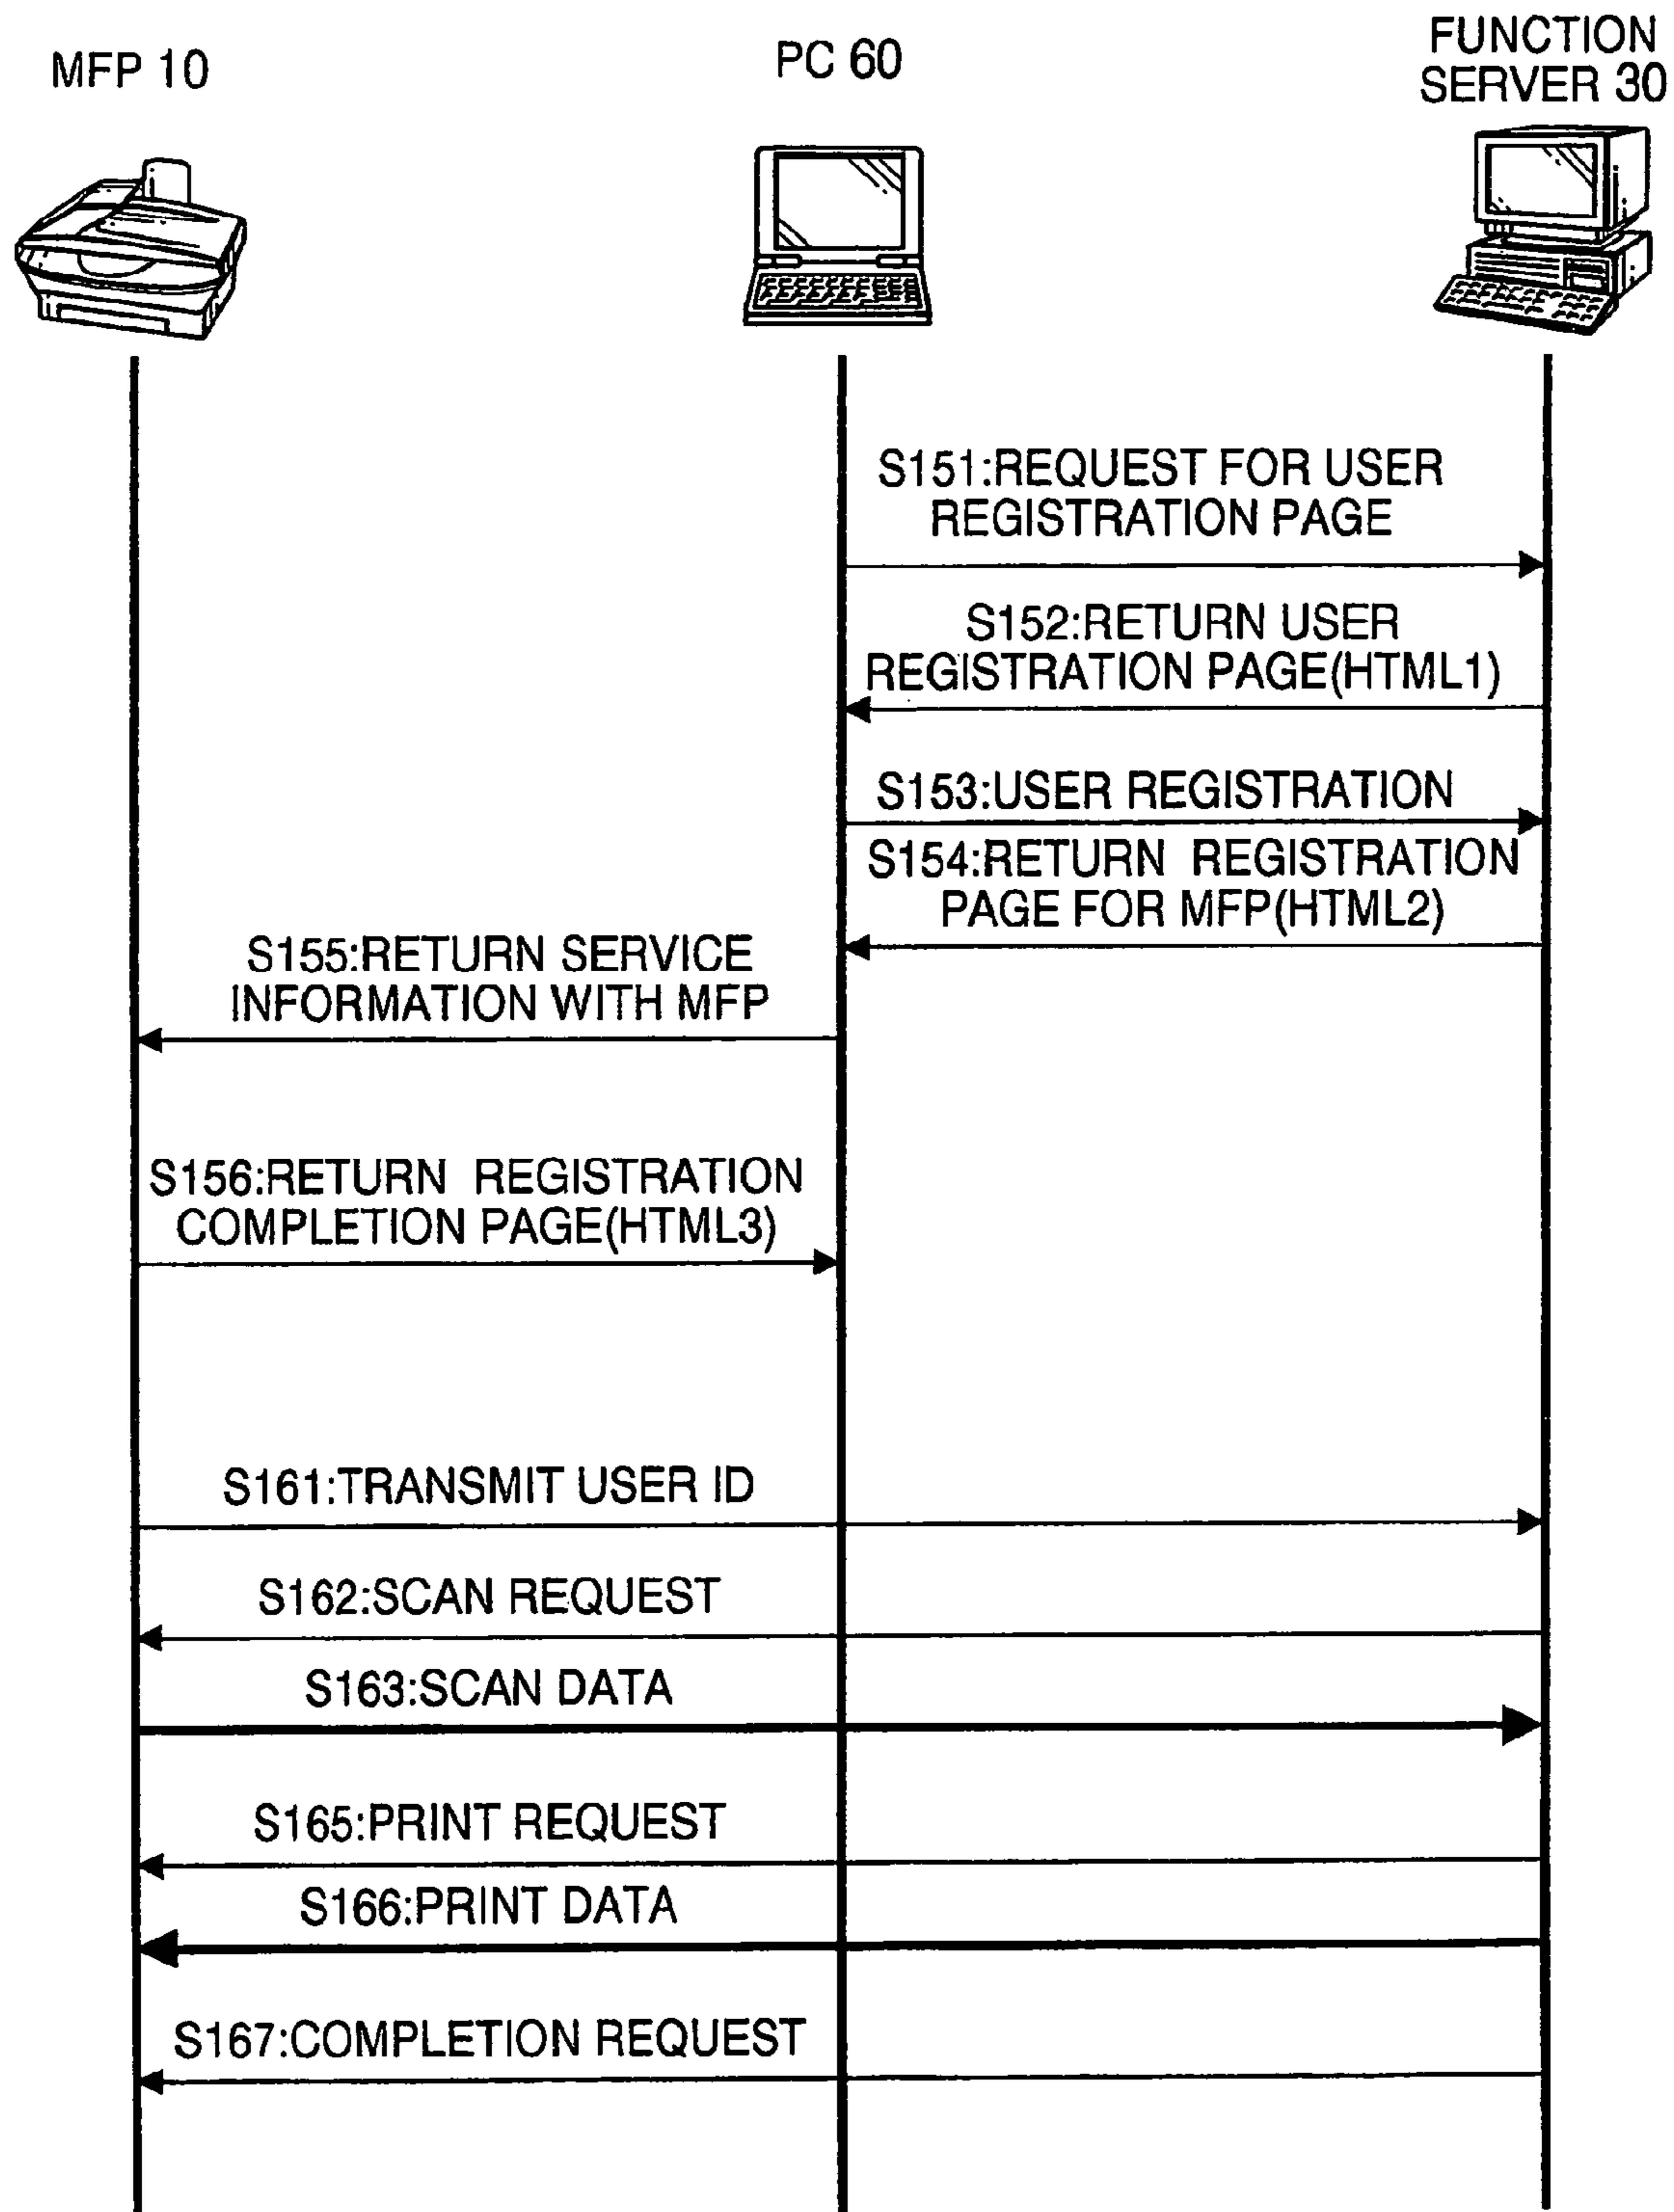 MFP 10
PC 60
FUNCTION
SERVER 30
S151:REQUEST FOR USER
REGISTRATION PAGE
S152:RETURN USER
REGISTRATION PAGE(HTML1)
S153:USER REGISTRATION
S154:RETURN REGISTRATION
PAGE FOR MFP(HTML2)
S155:RETURN SERVICE
INFORMATION WITH MFP
S156:RETURN REGISTRATION
COMPLETION PAGE(HTML3)
S161:TRANSMIT USER ID
S162:SCAN REQUEST
S163:SCAN DATA
S165:PRINT REQUEST
S166:PRINT DATA
S167:COMPLETION REQUEST